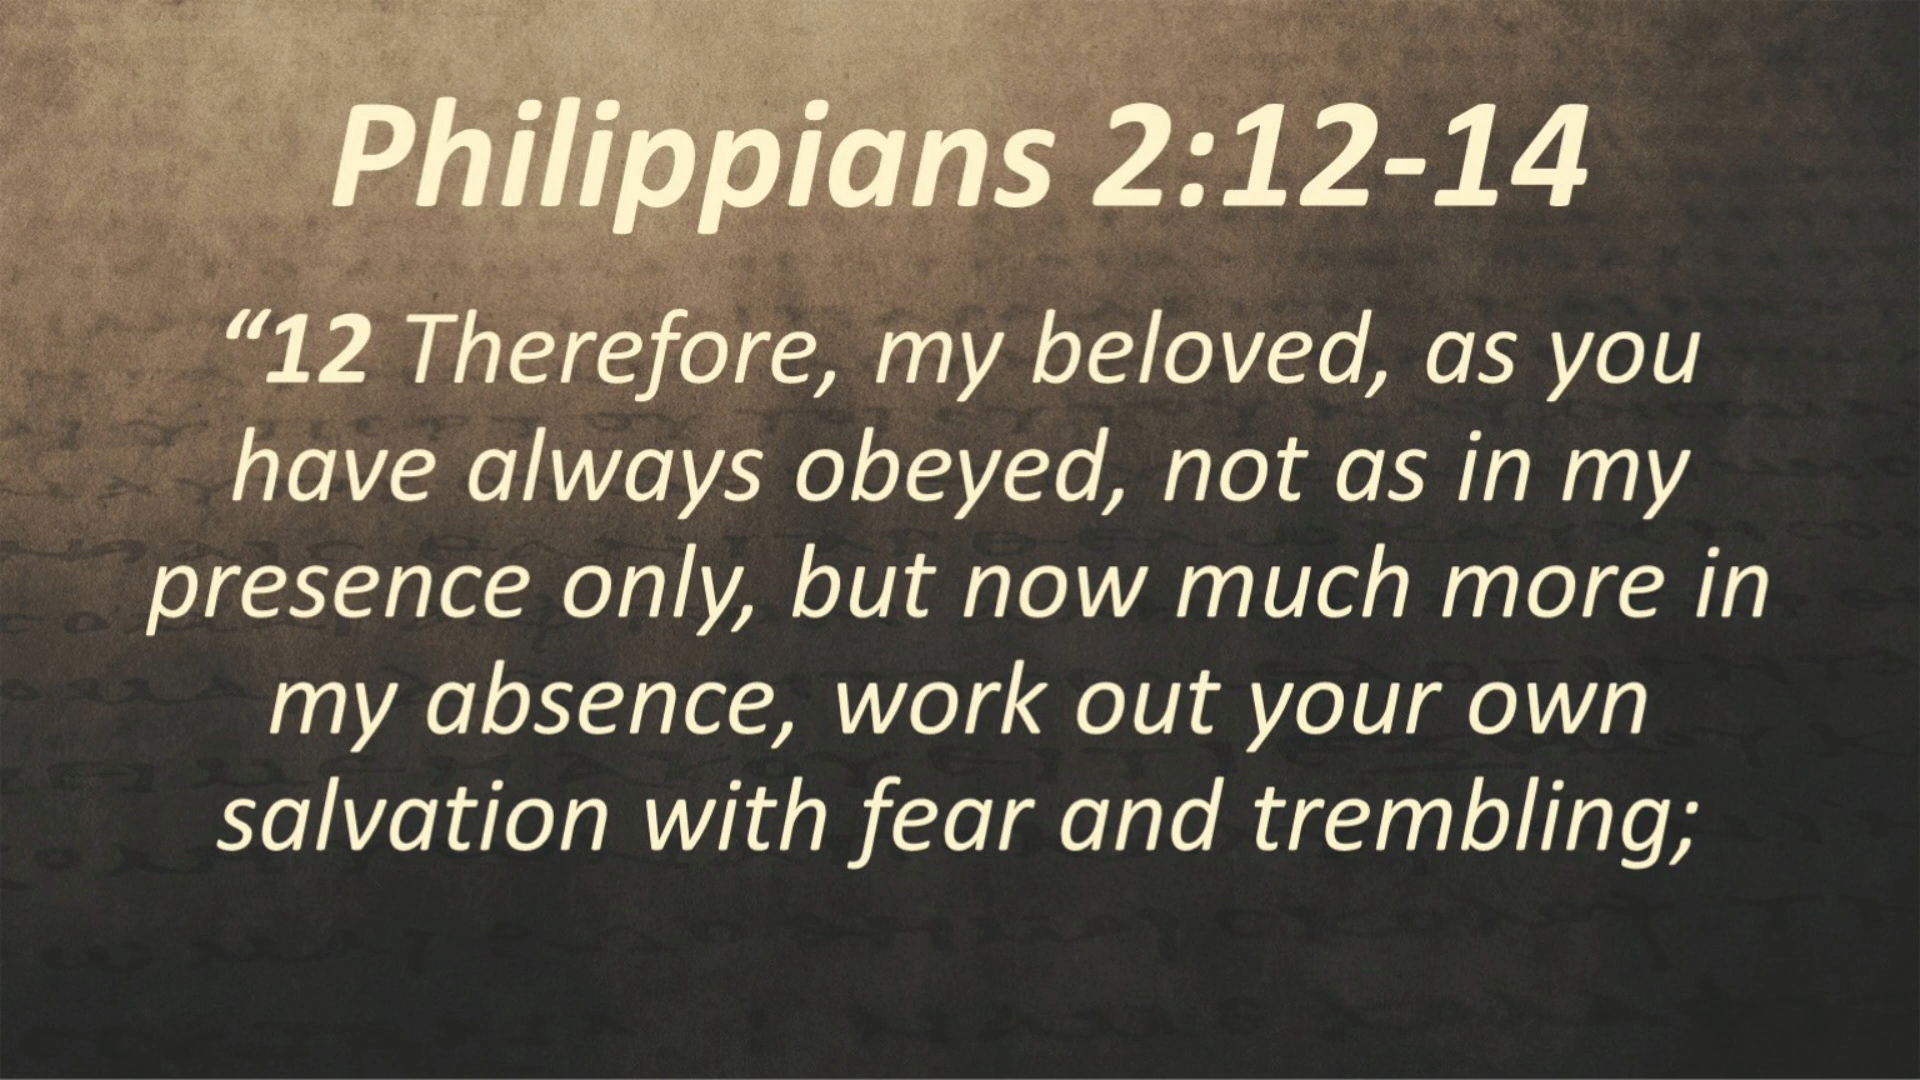 Philippians 2:12-14
“12 Therefore, my beloved, as you
have always obeyed, not as in my
presence only, but now much more in
my absence, work out your own
salvation with fear and trembling;